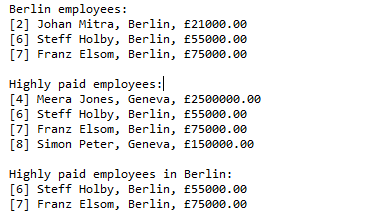 Berlin employees:
[2] Johan Mitra, Berlin, £21000.00
[6] Steff Holby, Berlin, £55000.00
[7] Franz Elsom, Berlin, £75000.00
Highly paid employees:
[4] Meera Jones, Geneva, £2500000.00
[6] Steff Holby, Berlin, £55000.00
[7] Franz Elsom, Berlin, £75000.00
[8] Simon Peter, Geneva, £150000.00
Highly paid employees in Berlin:
[6] Steff Holby, Berlin, £55000.00
[7] Franz Elsom, Berlin, £75000.00